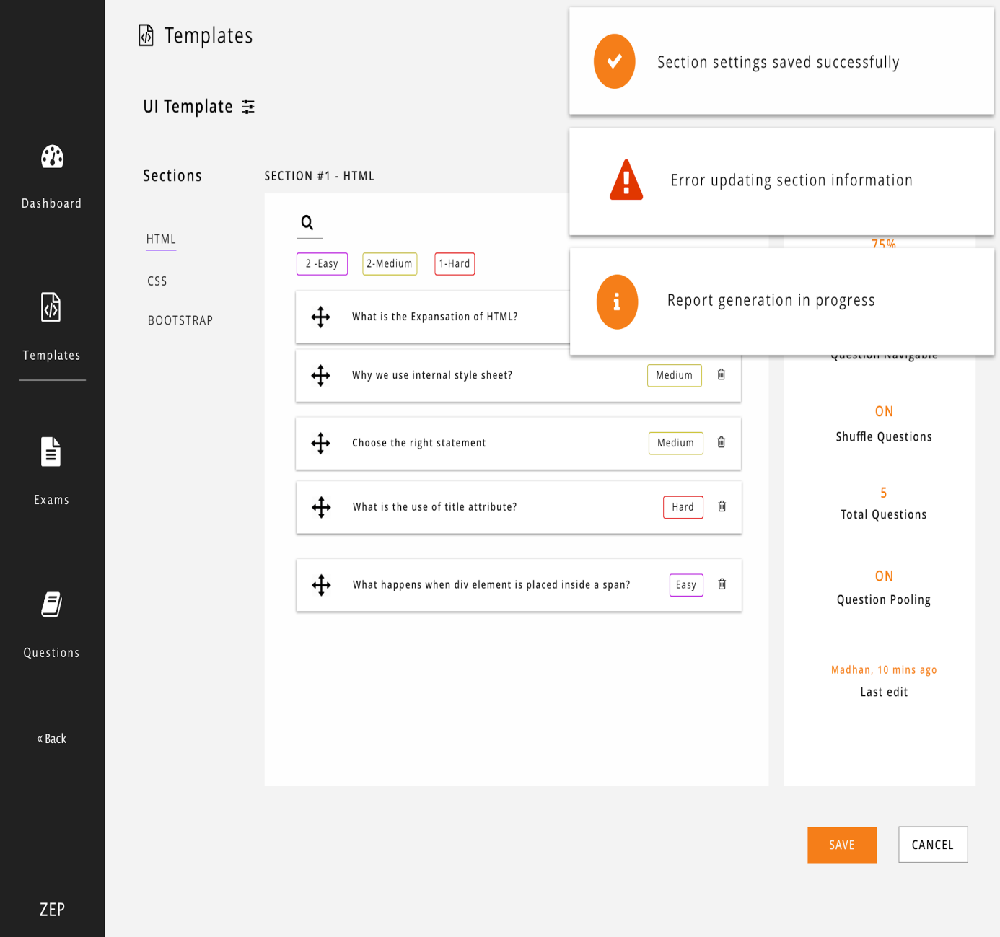 Templates
UI Template
Sections
HTML
CSS
BOOTSTRAP
Dashboard
Templates
Exams
Questions
« Back
ZEP
SECTION #1 - HTML
2 -Easy
2-Medium
1-Hard
What is the Expansation of HTML?
Why we use internal style sheet?
Medium
Choose the right statement
Medium
What is the use of title attribute?
Hard
What happens when div element is placed inside a span?
Easy
Section settings saved successfully
Error updating section information
75%
Report generation in progress
Question Navigable
ON
Shuffle Questions
5
Total Questions
ON
Question Pooling
Madhan, 10 mins ago
Last edit
SAVE
CANCEL